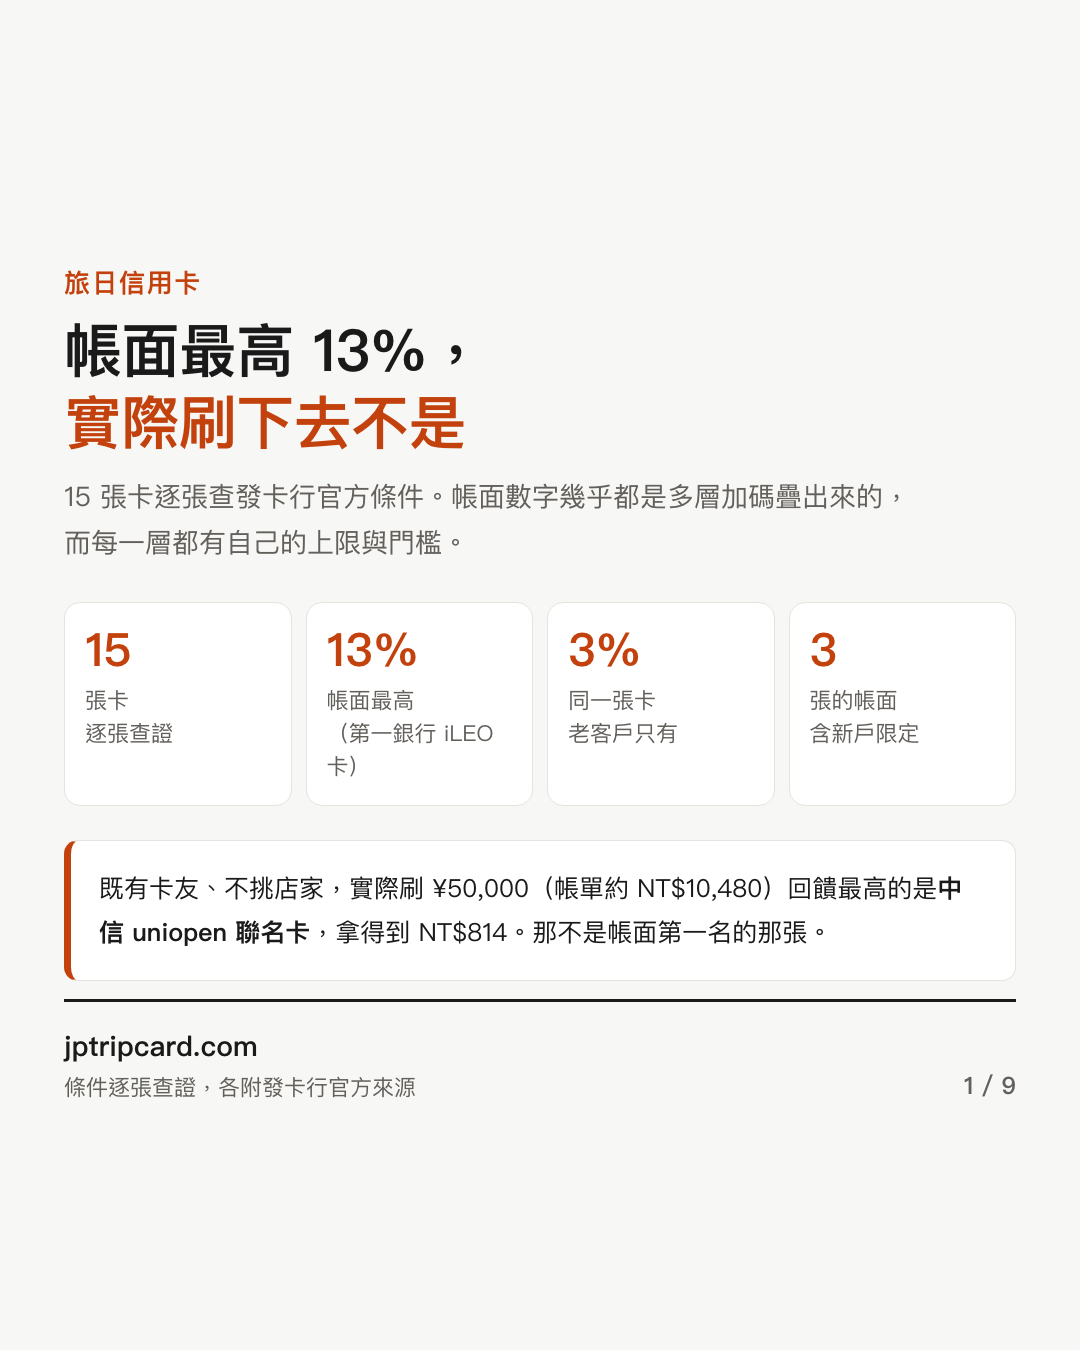 旅日信用卡
帳面最高 13%，
實際刷下去不是
15 張卡逐張查發卡行官方條件。帳面數字幾乎都是多層加碼疊出來的，
而每一層都有自己的上限與門檻。
15
張卡
逐張查證
13%
帳面最高
（第一銀行 iLEO
卡）
3%
同一張卡
老客戶只有
3
張的帳面
含新戶限定
既有卡友、不挑店家，實際刷 ¥50,000（帳單約 NT$10,480）回饋最高的是中
信 uniopen 聯名卡，拿得到 NT$814。那不是帳面第一名的那張。
jptripcard.com
條件逐張查證，各附發卡行官方來源
1 / 9